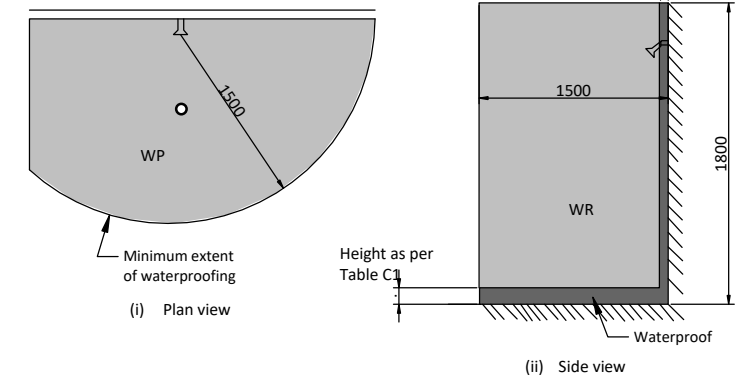 1500
WP
Minimum extent
of waterproofing
(i) Plan view
1500
1800
WR
Height as per
Table C1
Waterproof
(ii) Side view